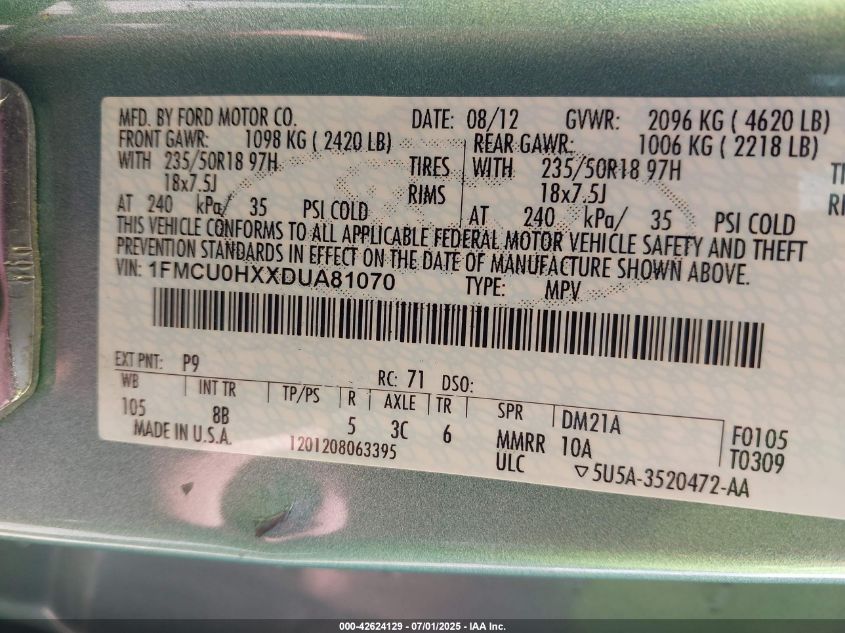 MFD. BY FORD MOTOR CO. DATE: 08/12 GVWR: 2096 KG ( 4620 LB)
FRONT GAWR: 1098 KG ( 2420 LB) REAR GAWR: 1006 KG ( 2218 LB)
WITH 235/50R18 97H TIRES WITH 235/50R18 97H
18x7.5J RIMS 18x7.5J
AT 240 kPa/ 35 PSI COLD AT 240 kPa/ 35 PSI COLD
THIS VEHICLE CONFORMS TO ALL APPLICABLE FEDERAL MOTOR VEHICLE SAFETY AND THEFT
PREVENTION STANDARDS IN EFFECT ON THE DATE OF MANUFACTURE SHOWN ABOVE.
VIN: 1FMCU0HXXDUA81070 TYPE: MPV
EXT PNT: P9 RC: 71 DSO:
WB INT TR TP/PS R AXLE TR SPR DM21A F0105
105 8B 5 3C 6 MMRR 10A T0309
MADE IN U.S.A. 1201208063395 ULC ▽5U5A-3520472-AA
000-42624129 - 07/01/2025 - IAA Inc.